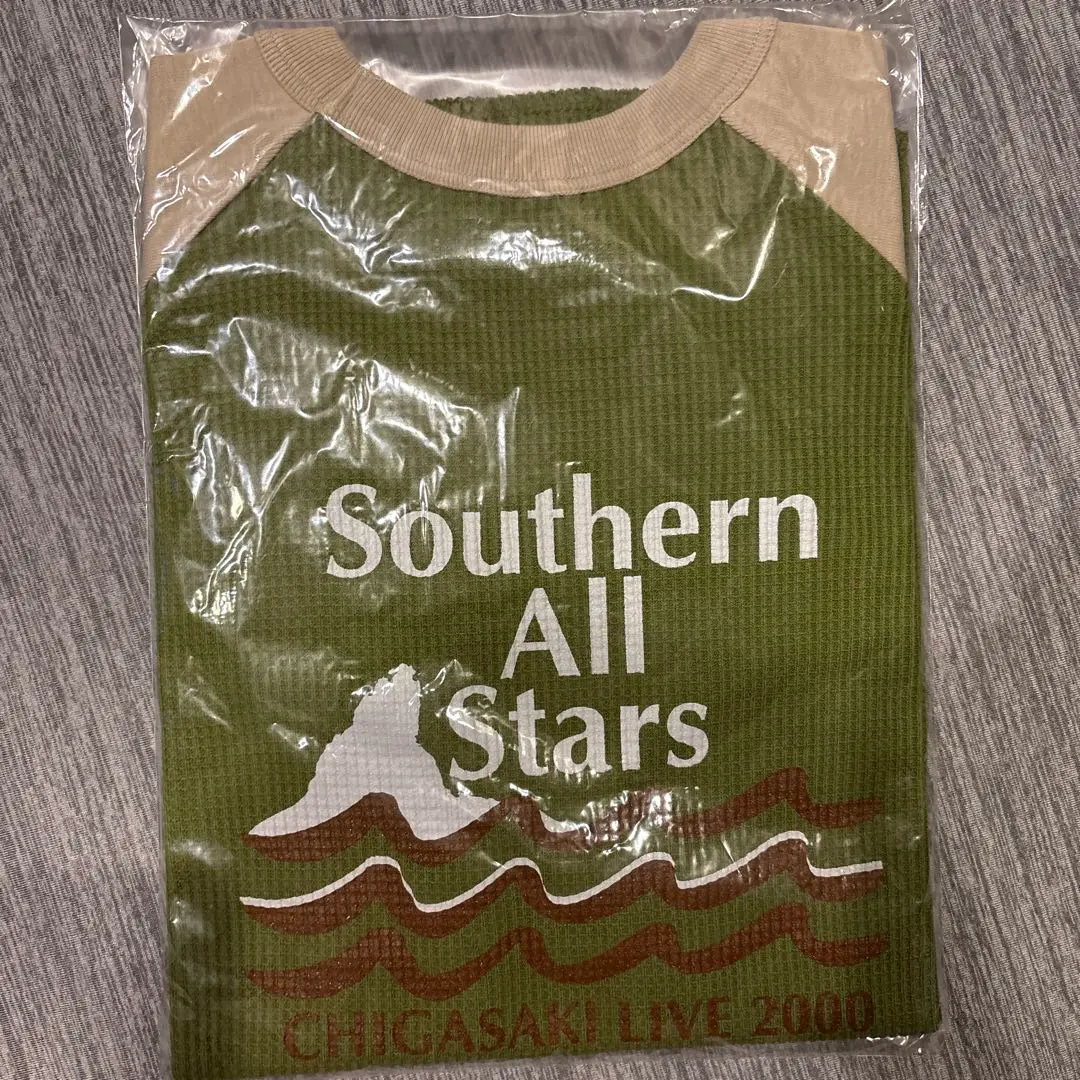 Southern
All
Stars
CHIGASAKI LIVE 2000